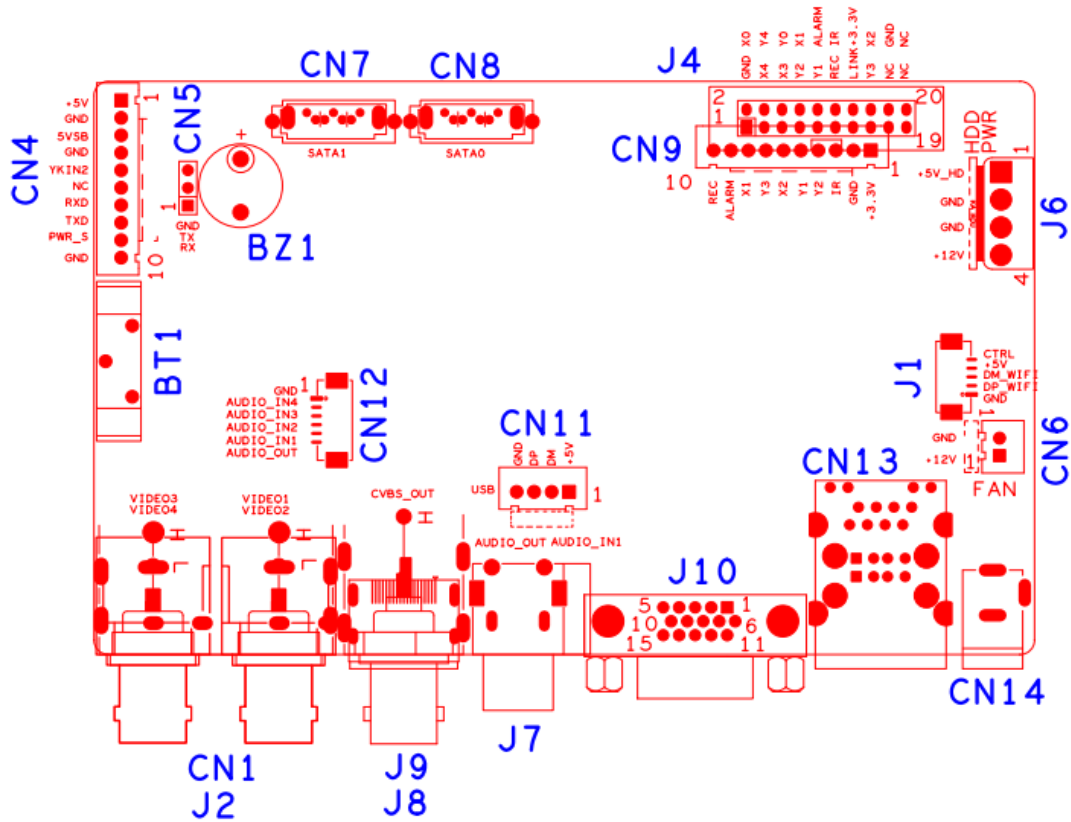 GND X0
X4 Y4
X3 Y0
Y2 X1
Y1 ALARM
REC IR
LINK+3.3V
Y3 X2
NC GND
NC NC
CN7
CN8
J4
2
20
1
19
CN9
10
1
REC
ALARM
X1
Y3
X2
Y1
Y2
IR
GND
+3.3V
HDD
PWR
1
+5V_HD
GND
GND
+12V
4
J6
CN4
+5V
GND
5VSB
GND
YKIN2
NC
RXD
TXD
PWR_S
GND
1
10
CN5
1
GND
TX
RX
+
BZ1
SATA1
SATA0
BT1
J1
CTRL
+5V
DM_WIFI
DP_WIFI
GND
1
CN6
GND
+12V
1
FAN
CN12
GND
1
AUDIO_IN4
AUDIO_IN3
AUDIO_IN2
AUDIO_IN1
AUDIO_OUT
CN11
GND
DP
DM
+5V
USB
1
CN13
VIDEO3
VIDEO4
VIDEO1
VIDEO2
CVBS_OUT
H
H
H
L
L
AUDIO_OUT AUDIO_IN1
J10
5
1
10
6
15
11
CN14
J7
CN1
J2
J9
J8